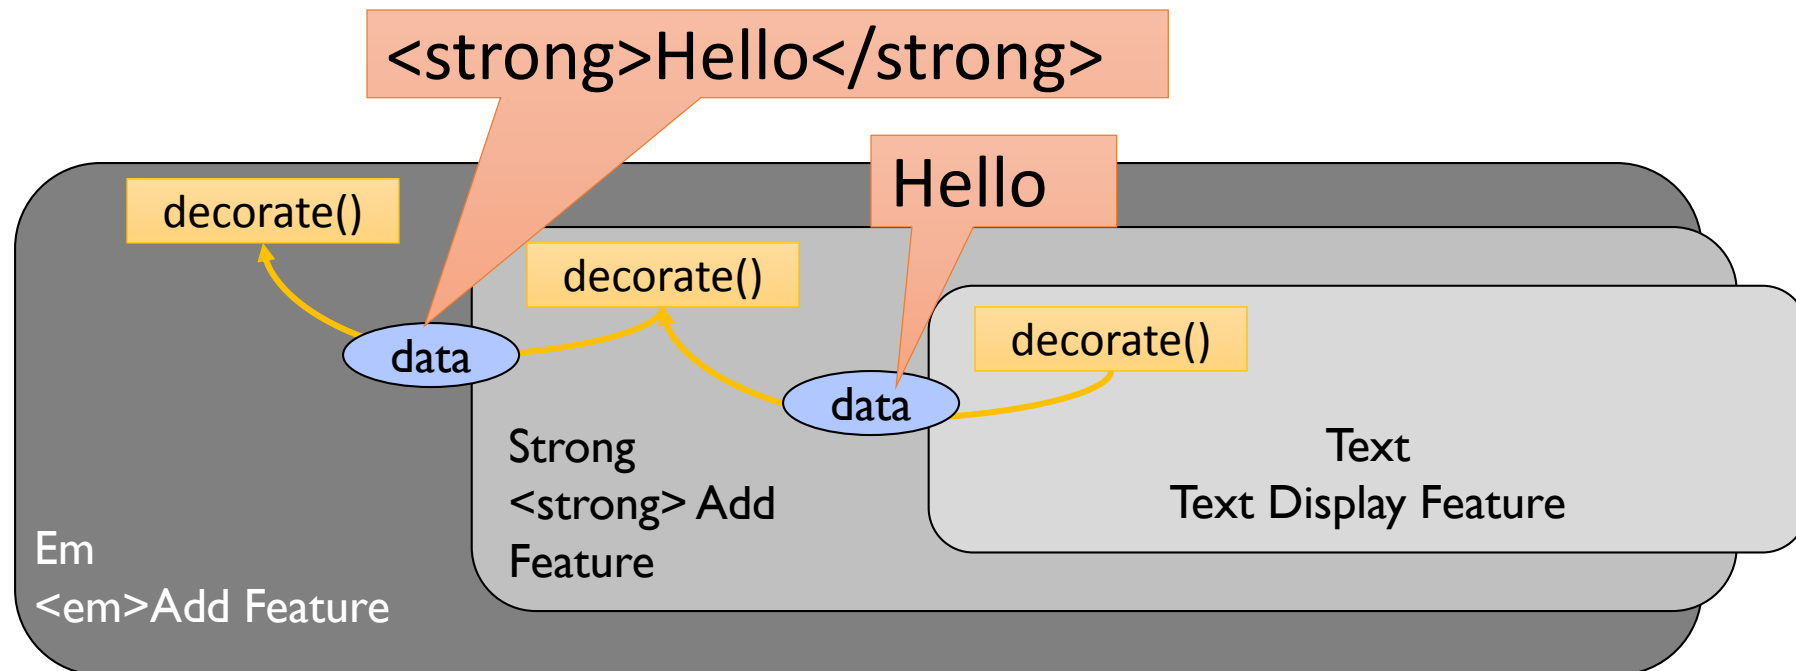 <strong>Hello</strong>
Hello
decorate()
decorate()
decorate()
data
data
Strong
<strong> Add
Feature
Text
Text Display Feature
Em
<em>Add Feature